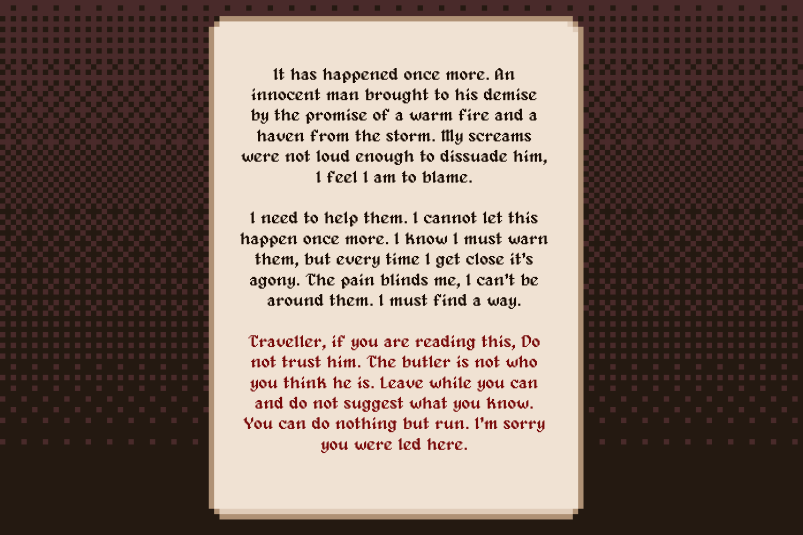 It has happened once more. An
innocent man brought to his demise
by the promise of a warm fire and a
haven from the storm. My screams
were not loud enough to dissuade him,
I feel I am to blame.
I need to help them. I cannot let this
happen once more. I know I must warn
them, but every time I get close it's
agony. The pain blinds me, I can't be
around them. I must find a way.
Traveller, if you are reading this, Do
not trust him. The butler is not who
you think he is. Leave while you can
and do not suggest what you know.
You can do nothing but run. I'm sorry
you were led here.